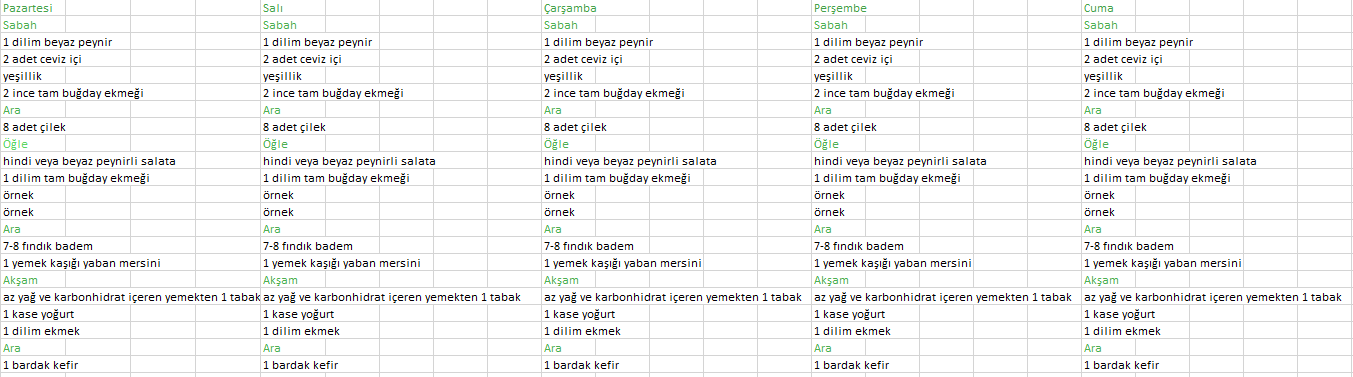 Pazartesi Salı Çarşamba Perşembe Cuma
Sabah Sabah Sabah Sabah Sabah
1 dilim beyaz peynir 1 dilim beyaz peynir 1 dilim beyaz peynir 1 dilim beyaz peynir 1 dilim beyaz peynir
2 adet ceviz içi 2 adet ceviz içi 2 adet ceviz içi 2 adet ceviz içi 2 adet ceviz içi
yeşillik yeşillik yeşillik yeşillik yeşillik
2 ince tam buğday ekmeği 2 ince tam buğday ekmeği 2 ince tam buğday ekmeği 2 ince tam buğday ekmeği 2 ince tam buğday ekmeği
Ara Ara Ara Ara Ara
8 adet çilek 8 adet çilek 8 adet çilek 8 adet çilek 8 adet çilek
Öğle Öğle Öğle Öğle Öğle
hindi veya beyaz peynirli salata hindi veya beyaz peynirli salata hindi veya beyaz peynirli salata hindi veya beyaz peynirli salata hindi veya beyaz peynirli salata
1 dilim tam buğday ekmeği 1 dilim tam buğday ekmeği 1 dilim tam buğday ekmeği 1 dilim tam buğday ekmeği 1 dilim tam buğday ekmeği
örnek örnek örnek örnek örnek
örnek örnek örnek örnek örnek
Ara Ara Ara Ara Ara
7-8 fındık badem 7-8 fındık badem 7-8 fındık badem 7-8 fındık badem 7-8 fındık badem
1 yemek kaşığı yaban mersini 1 yemek kaşığı yaban mersini 1 yemek kaşığı yaban mersini 1 yemek kaşığı yaban mersini 1 yemek kaşığı yaban mersini
Akşam Akşam Akşam Akşam Akşam
az yağ ve karbonhidrat içeren yemekten 1 tabak az yağ ve karbonhidrat içeren yemekten 1 tabak az yağ ve karbonhidrat içeren yemekten 1 tabak az yağ ve karbonhidrat içeren yemekten 1 tabak az yağ ve karbonhidrat içeren yemekten 1 tabak
1 kase yoğurt 1 kase yoğurt 1 kase yoğurt 1 kase yoğurt 1 kase yoğurt
1 dilim ekmek 1 dilim ekmek 1 dilim ekmek 1 dilim ekmek 1 dilim ekmek
Ara Ara Ara Ara Ara
1 bardak kefir 1 bardak kefir 1 bardak kefir 1 bardak kefir 1 bardak kefir